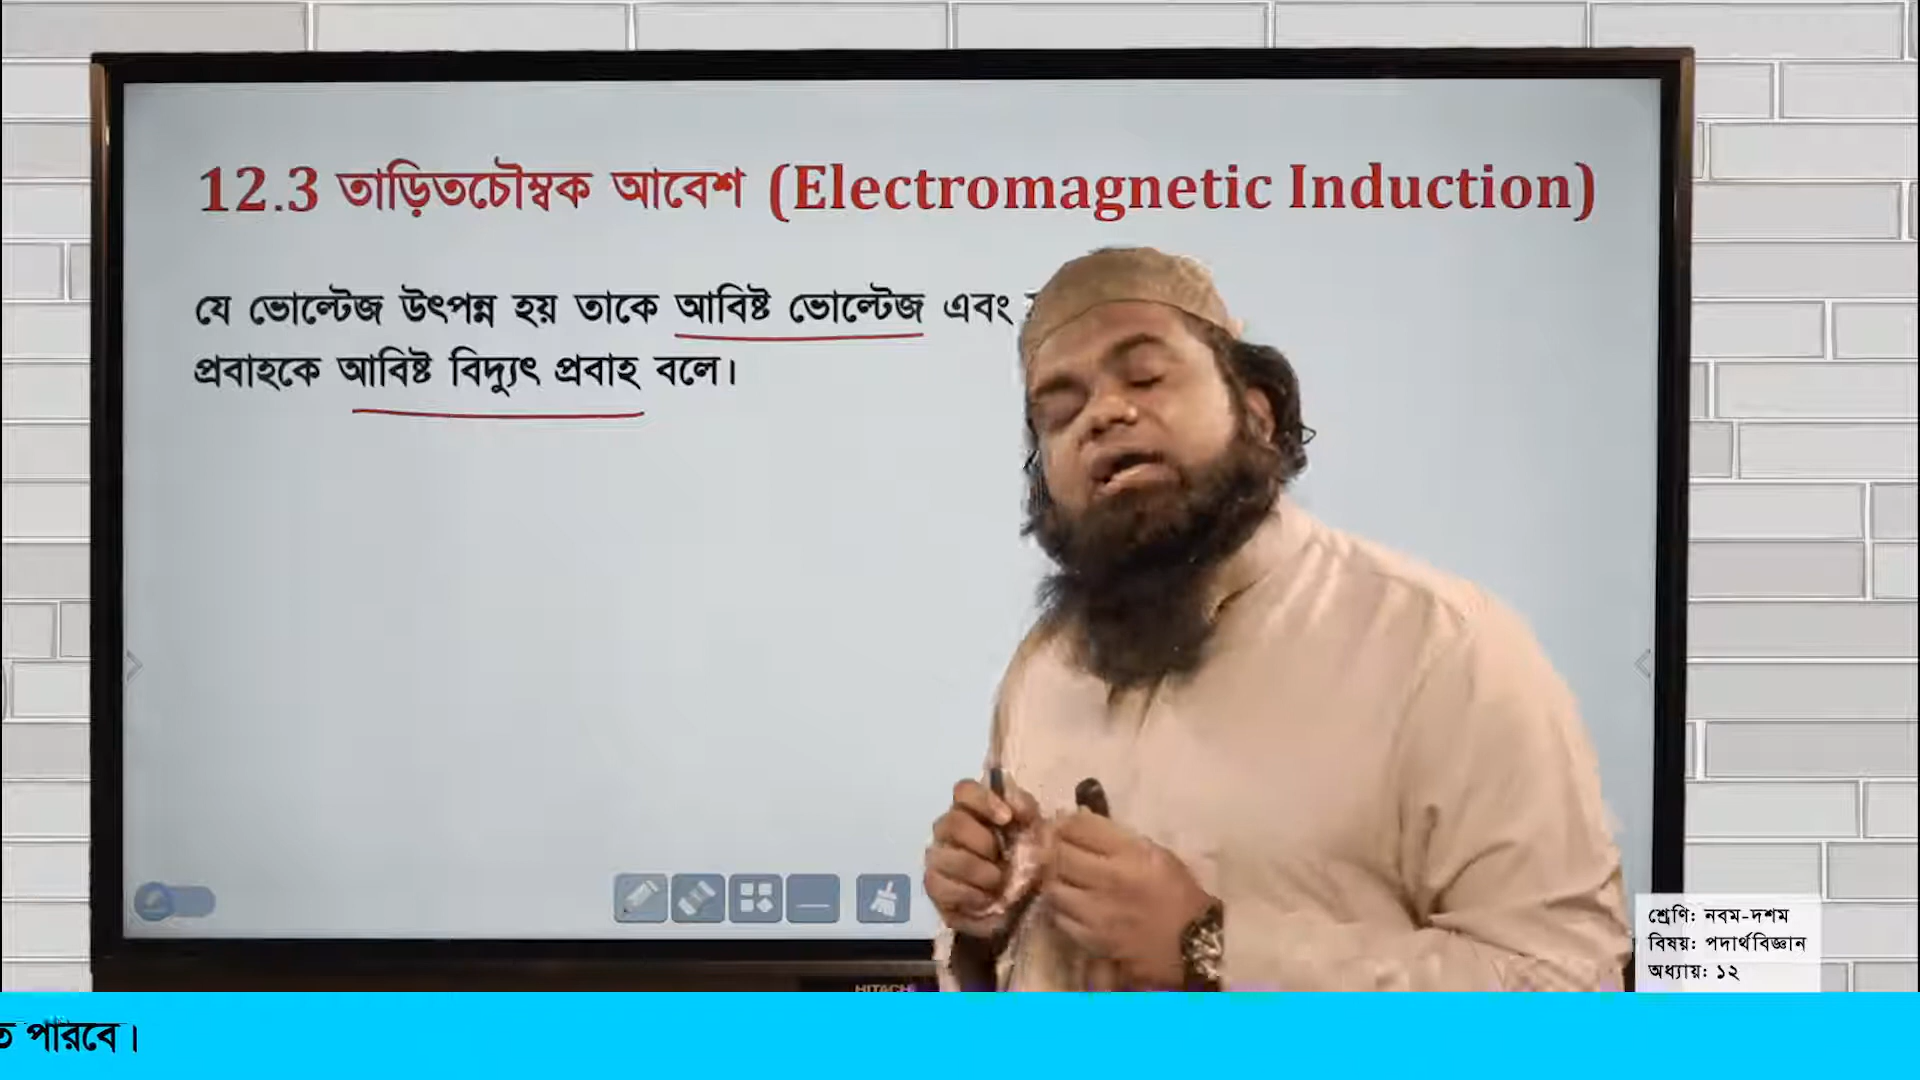 12.3 তাড়িতচৌম্বক আবেশ (Electromagnetic Induction)
যে ভোল্টেজ উৎপন্ন হয় তাকে আবিষ্ট ভোল্টেজ এবং
প্রবাহকে আবিষ্ট বিদ্যুৎ প্রবাহ বলে।
HITACHI
শ্রেণি: নবম-দশম
বিষয়: পদার্থবিজ্ঞান
অধ্যায়: ১২
পারবে।